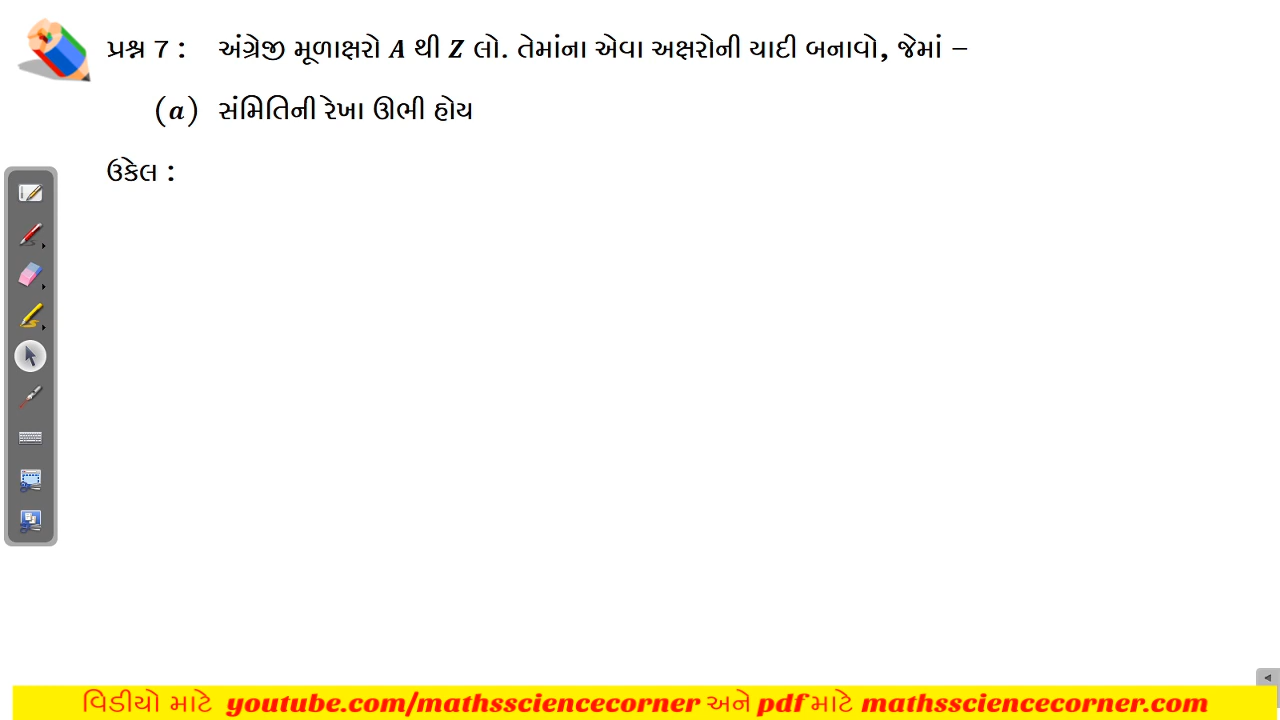 પ્રશ્ન 7 : અંગ્રેજી મૂળાક્ષરો A થી Z લો. તેમાંના એવા અક્ષરોની યાદી બનાવો, જેમાં –
(a) સંમિતિની રેખા ઊભી હોય
ઉકેલ :
વિડીયો માટે youtube.com/mathssciencecorner અને pdf માટે mathssciencecorner.com